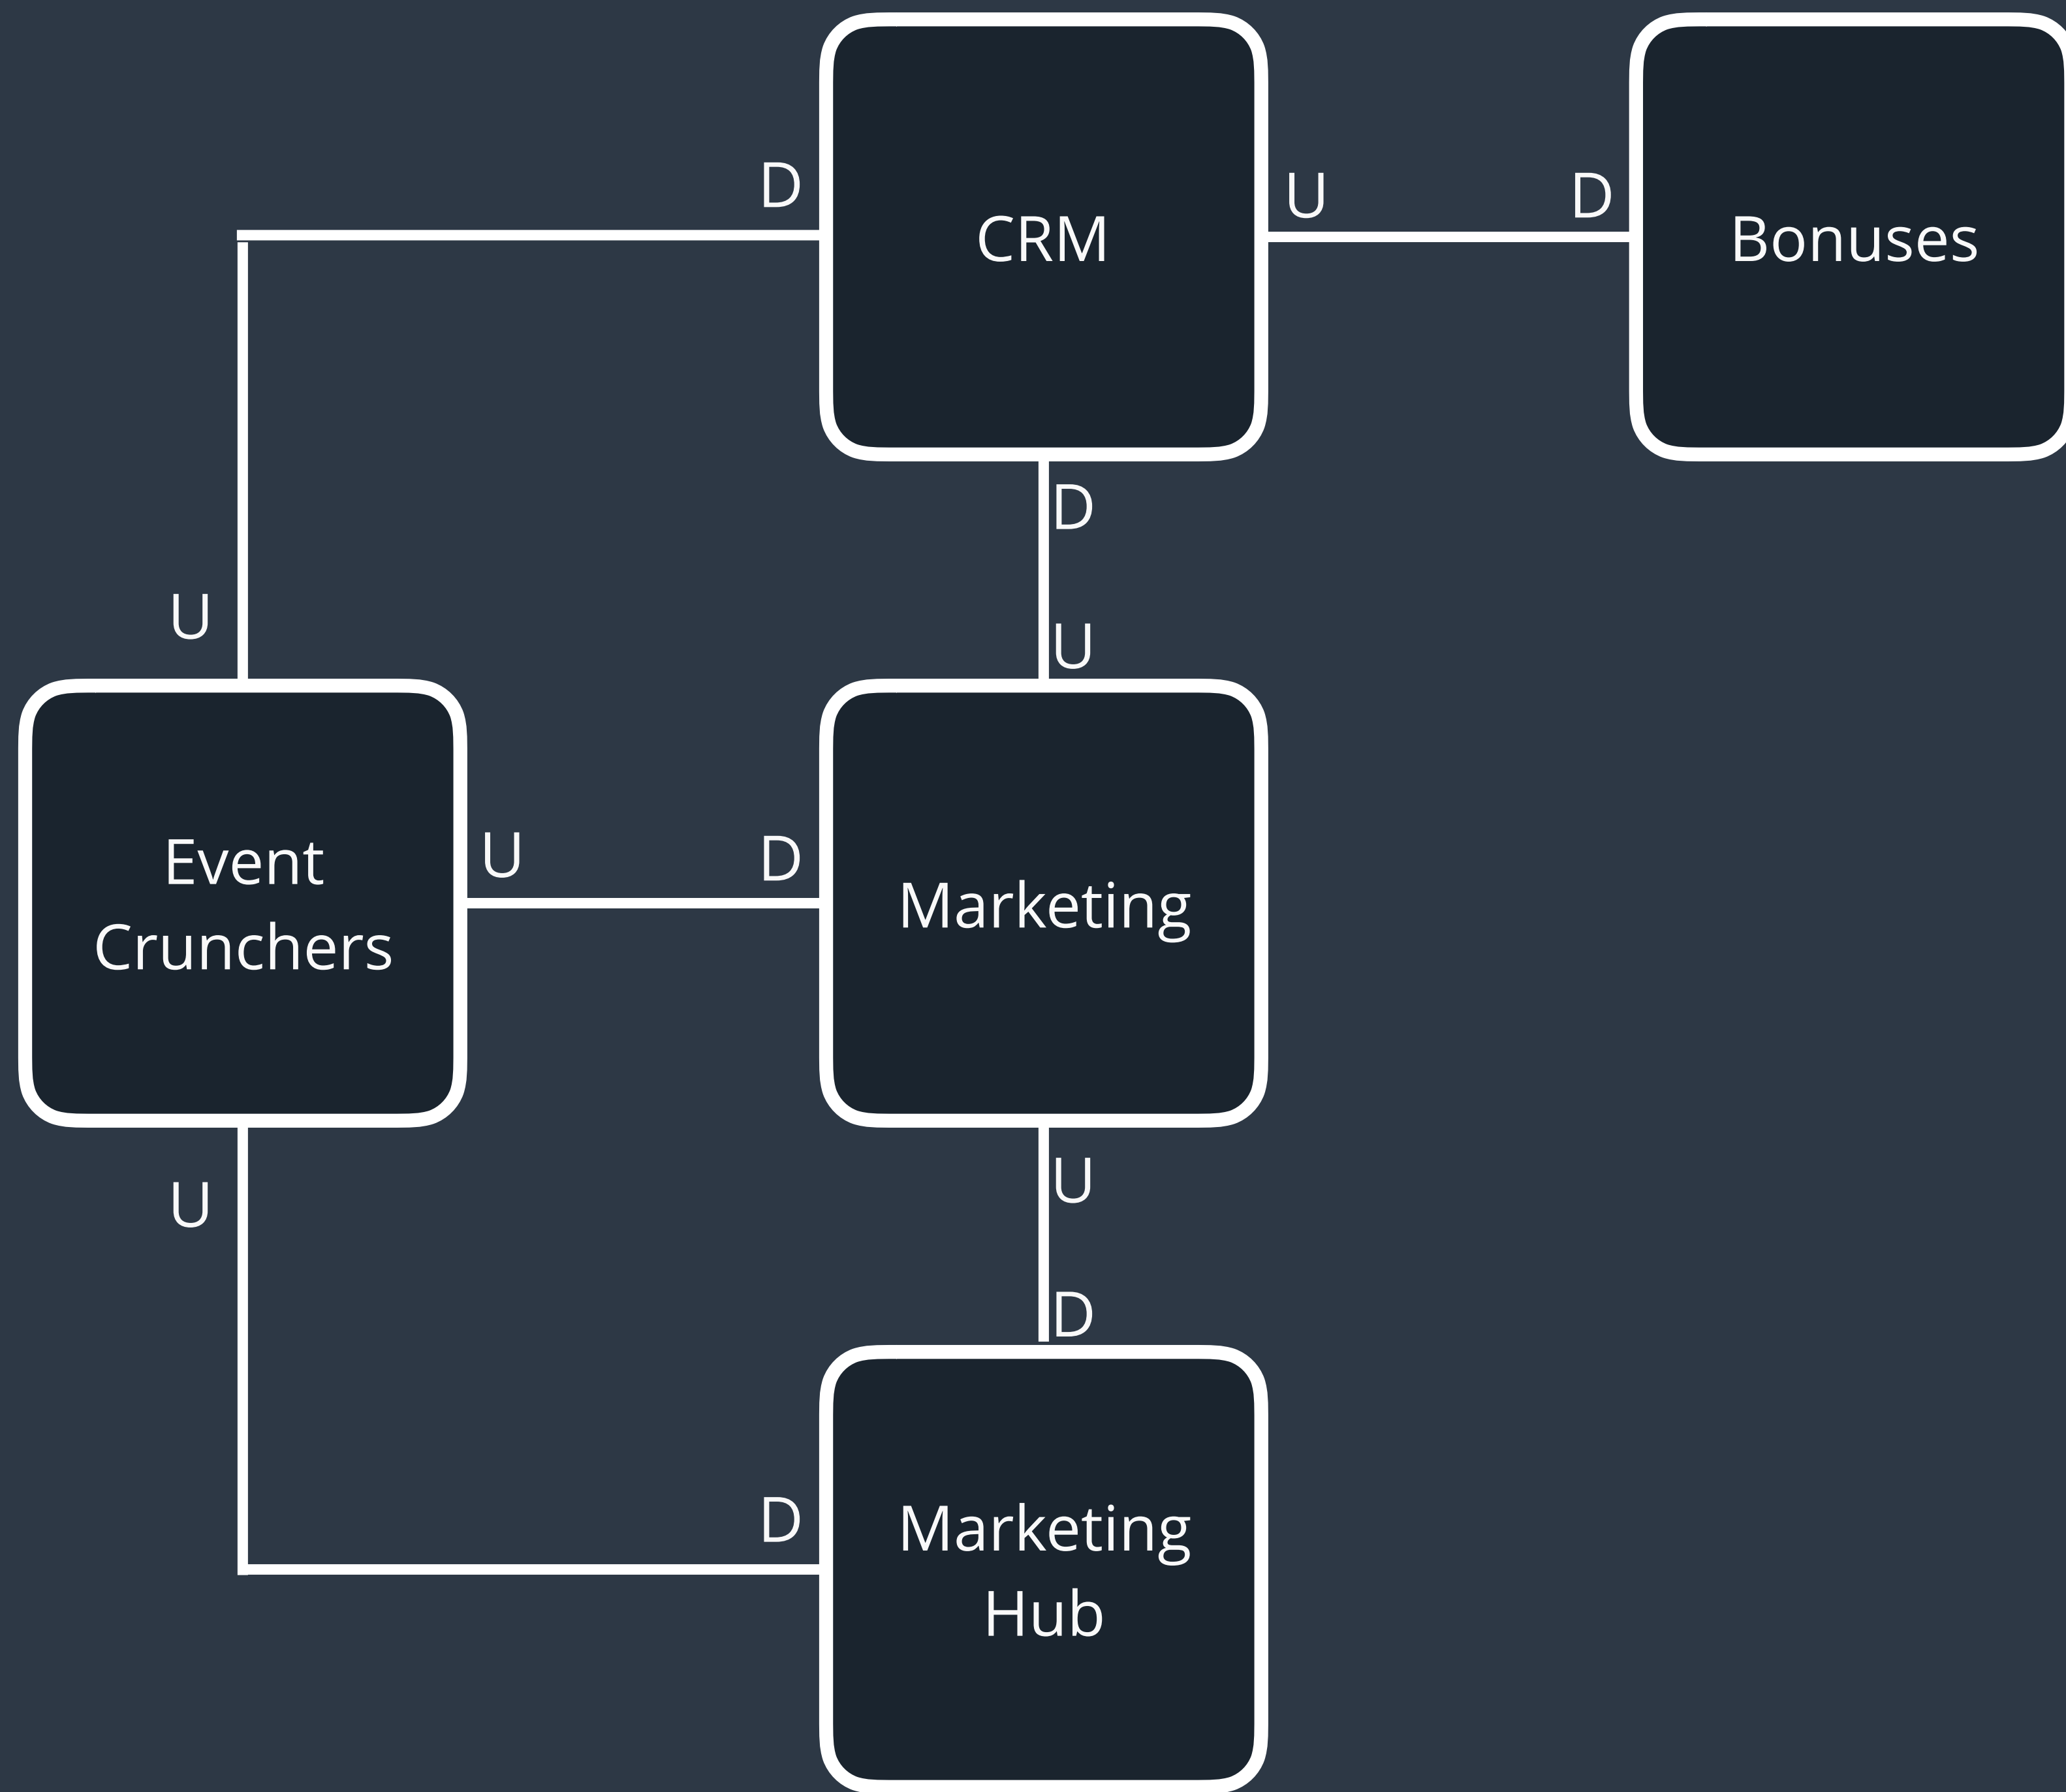 D
CRM
U
D
Bonuses
D
U
U
Event
Crunchers
U
D
Marketing
U
U
D
D
Marketing
Hub